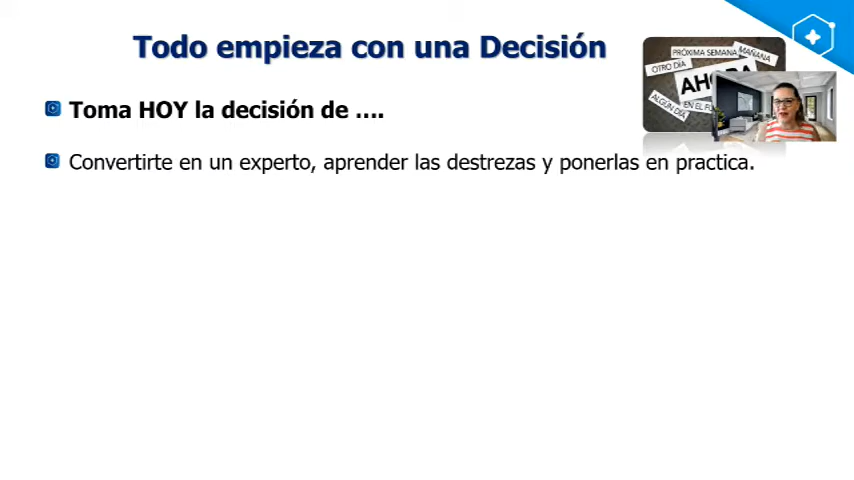 Todo empieza con una Decisión
PRÓXIMA SEMANA
MAÑANA
OTRO DÍA
ALGÚN DÍA
EN EL
Toma HOY la decisión de ....
Convertirte en un experto, aprender las destrezas y ponerlas en practica.